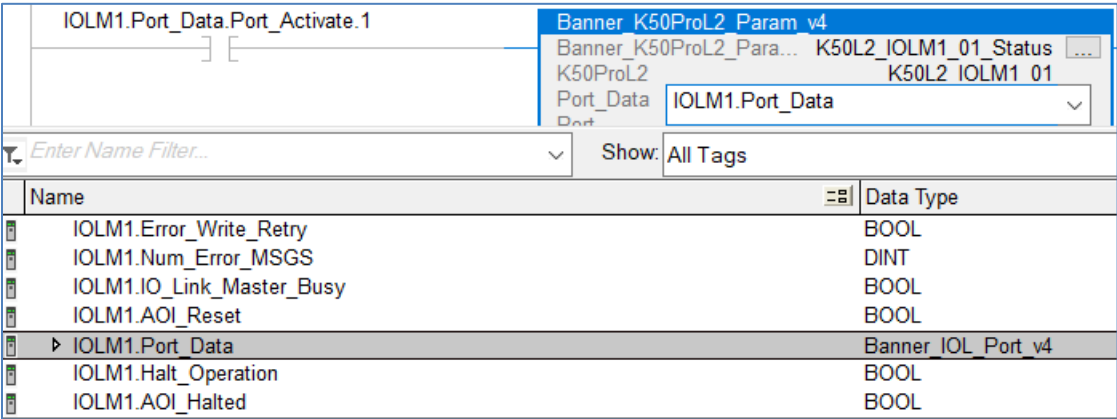 IOLM1.Port_Data.Port_Activate.1
Banner_K50ProL2_Param_v4
Banner_K50ProL2_Para... K50L2_IOLM1_01_Status ...
K50ProL2 K50L2_IOLM1_01
Port_Data IOLM1.Port_Data
Port
Enter Name Filter... Show: All Tags
Name Data Type
IOLM1.Error_Write_Retry BOOL
IOLM1.Num_Error_MSGS DINT
IOLM1.IO_Link_Master_Busy BOOL
IOLM1.AOI_Reset BOOL
IOLM1.Port_Data Banner_IOL_Port_v4
IOLM1.Halt_Operation BOOL
IOLM1.AOI_Halted BOOL